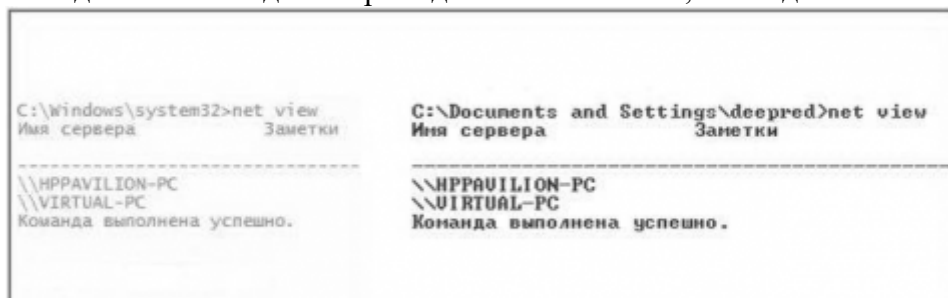 C:\Windows\system32>net view
Имя сервера Заметки
---------------------------------
\\HPPAVILION-PC
\\VIRTUAL-PC
Команда выполнена успешно.
C:\Documents and Settings\deepred>net view
Имя сервера Заметки
---------------------------------
\\HPPAVILION-PC
\\VIRTUAL-PC
Команда выполнена успешно.